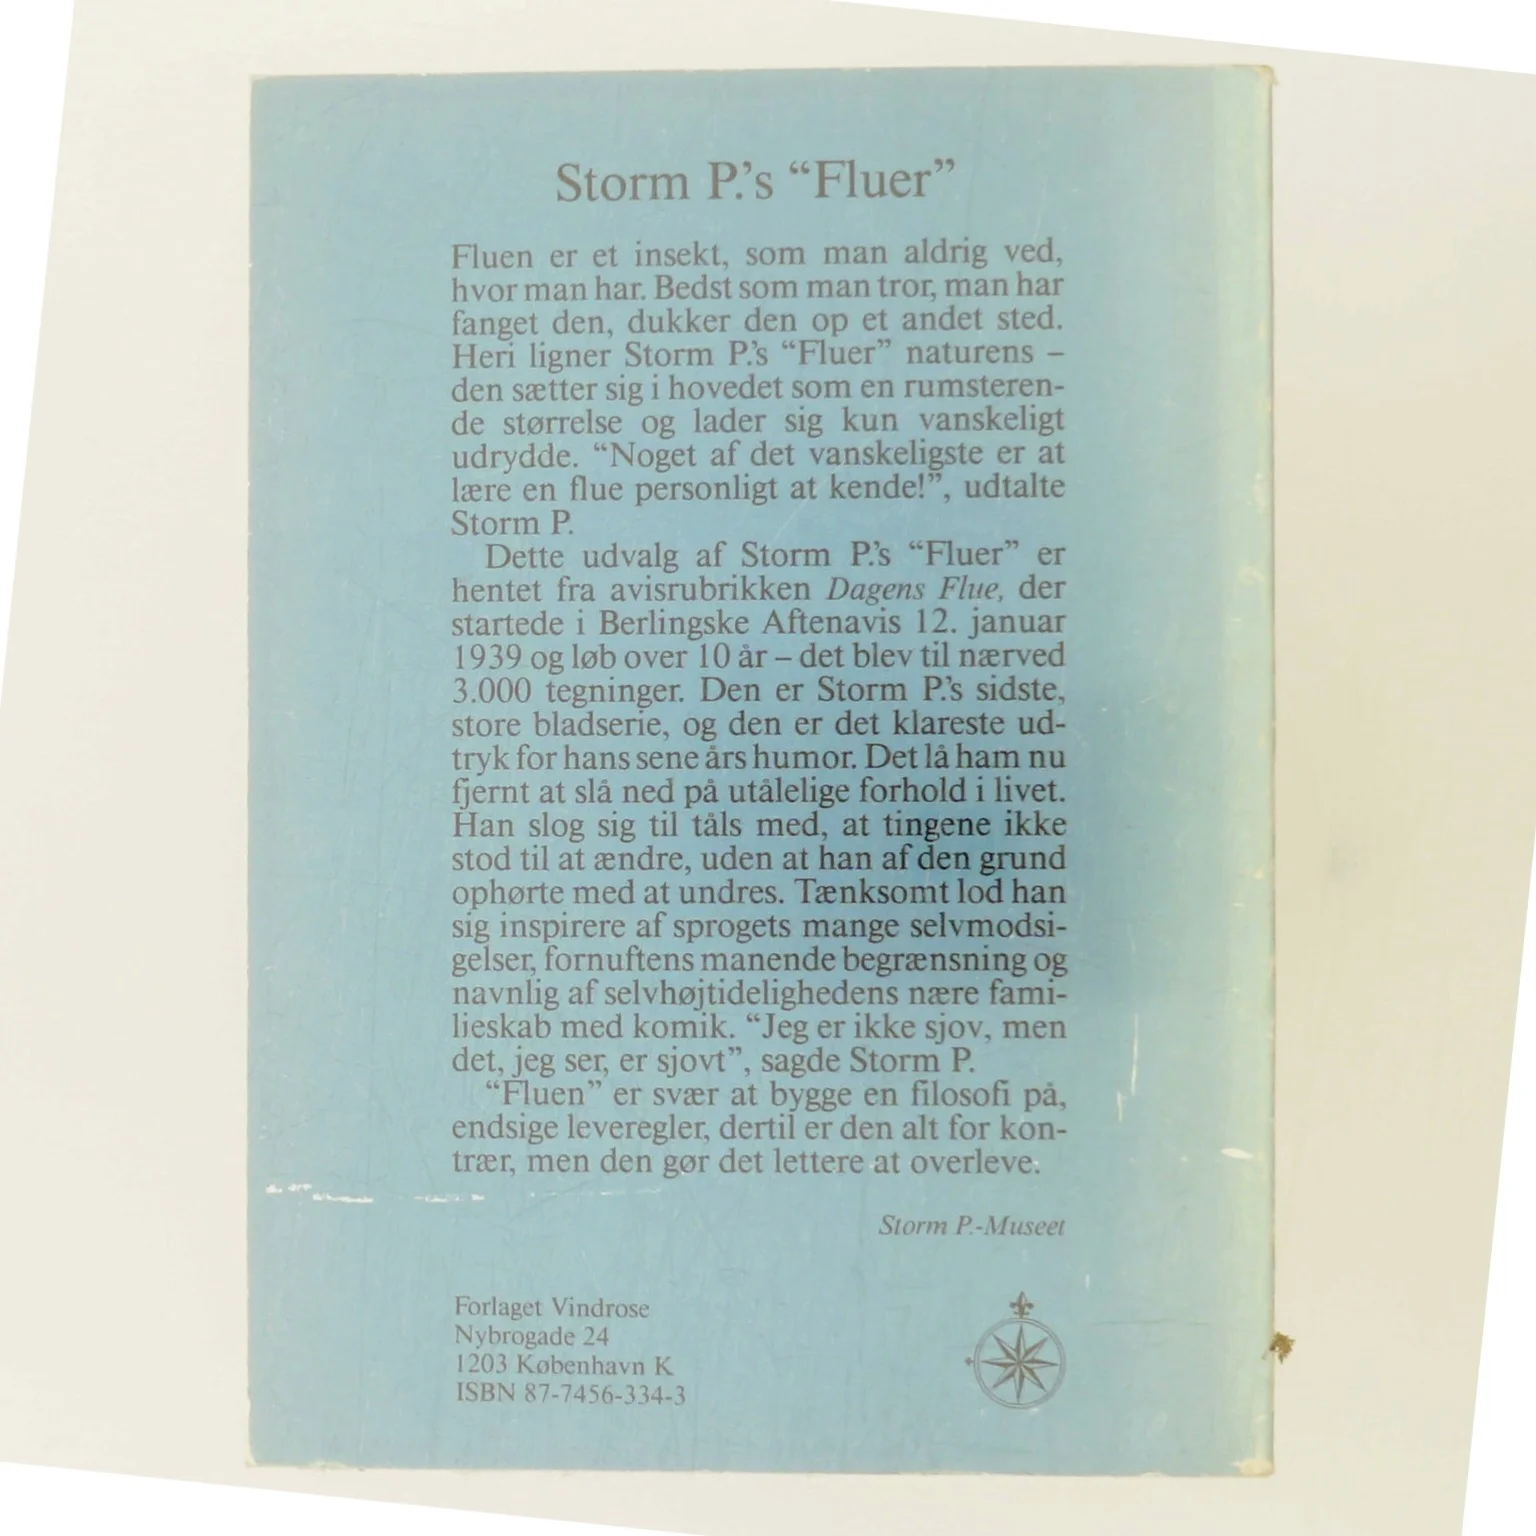 Storm P.'s “Fluer”
Fluen er et insekt, som man aldrig ved,
hvor man har. Bedst som man tror, man har
fanget den, dukker den op et andet sted.
Heri ligner Storm P.'s “Fluer” naturens –
den sætter sig i hovedet som en rumsteren-
de størrelse og lader sig kun vanskeligt
udrydde. “Noget af det vanskeligste er at
lære en flue personligt at kende!”, udtalte
Storm P.
Dette udvalg af Storm P.'s “Fluer” er
hentet fra avisrubrikken Dagens Flue, der
startede i Berlingske Aftenavis 12. januar
1939 og løb over 10 år – det blev til nærved
3.000 tegninger. Den er Storm P.'s sidste,
store bladserie, og den er det klareste ud-
tryk for hans sene års humor. Det lå ham nu
fjernt at slå ned på utålelige forhold i livet.
Han slog sig til tåls med, at tingene ikke
stod til at ændre, uden at han af den grund
ophørte med at undres. Tænksomt lod han
sig inspirere af sprogets mange selvmodsi-
gelser, fornuftens manende begrænsning og
navnlig af selvhøjtidelighedens nære fami-
lieskab med komik. “Jeg er ikke sjov, men
det, jeg ser, er sjovt”, sagde Storm P.
“Fluen” er svær at bygge en filosofi på,
endsige leveregler, dertil er den alt for kon-
trær, men den gør det lettere at overleve.
Storm P.-Museet
Forlaget Vindrose
Nybrogade 24
1203 København K
ISBN 87-7456-334-3